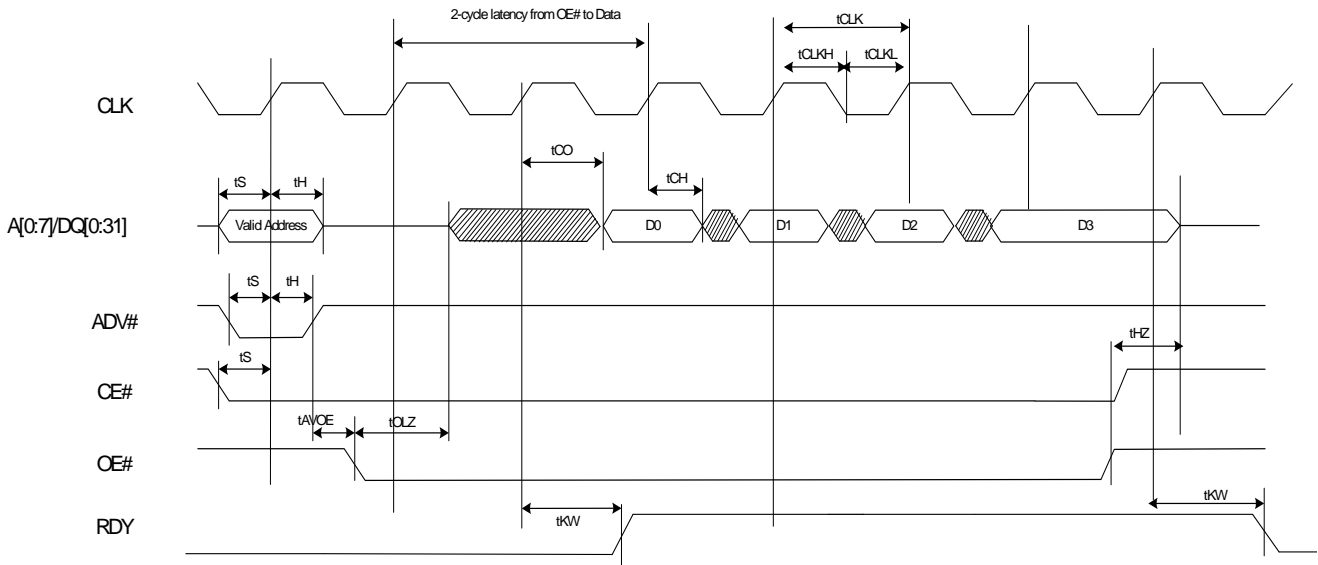 2-cycle latency from OE# to Data
tCLK
tCLKH
tCLKL
CLK
tCO
tCH
tS
tH
A[0:7]/DQ[0:31]
Valid Address
D0
D1
D2
D3
tS
tH
ADV#
tHZ
tS
CE#
tAVOE
tOLZ
OE#
tKW
tKW
RDY